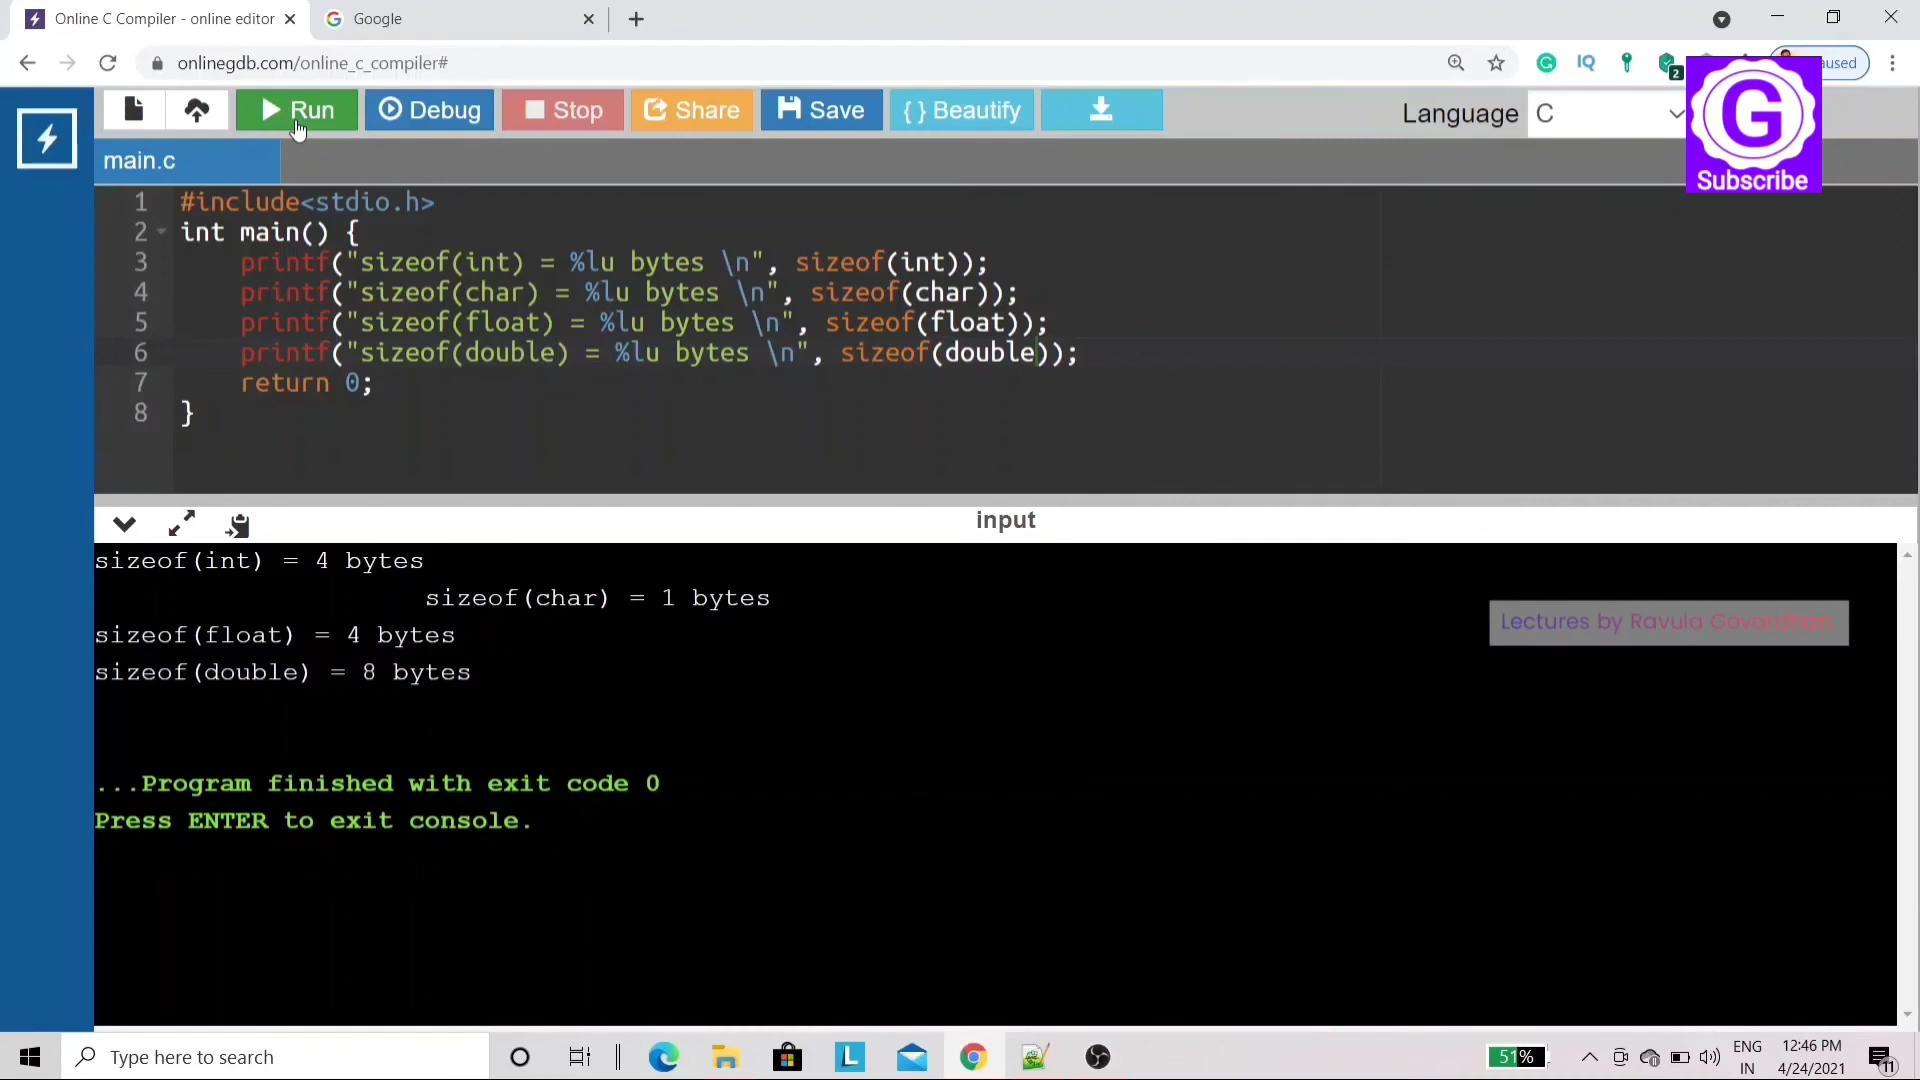 Online C Compiler - online editor
Google
onlinegdb.com/online_c_compiler#
IQ
2
Run
Debug
Stop
Share
Save
{ } Beautify
Language C
G
Subscribe
main.c
1 #include<stdio.h>
2 int main() {
3 printf("sizeof(int) = %lu bytes \n", sizeof(int));
4 printf("sizeof(char) = %lu bytes \n", sizeof(char));
5 printf("sizeof(float) = %lu bytes \n", sizeof(float));
6 printf("sizeof(double) = %lu bytes \n", sizeof(double));
7 return 0;
8 }
input
sizeof(int) = 4 bytes
sizeof(char) = 1 bytes
sizeof(float) = 4 bytes
sizeof(double) = 8 bytes
Lectures by Ravula Govardhan
...Program finished with exit code 0
Press ENTER to exit console.
Type here to search
L
51%
ENG
IN
12:46 PM
4/24/2021
11